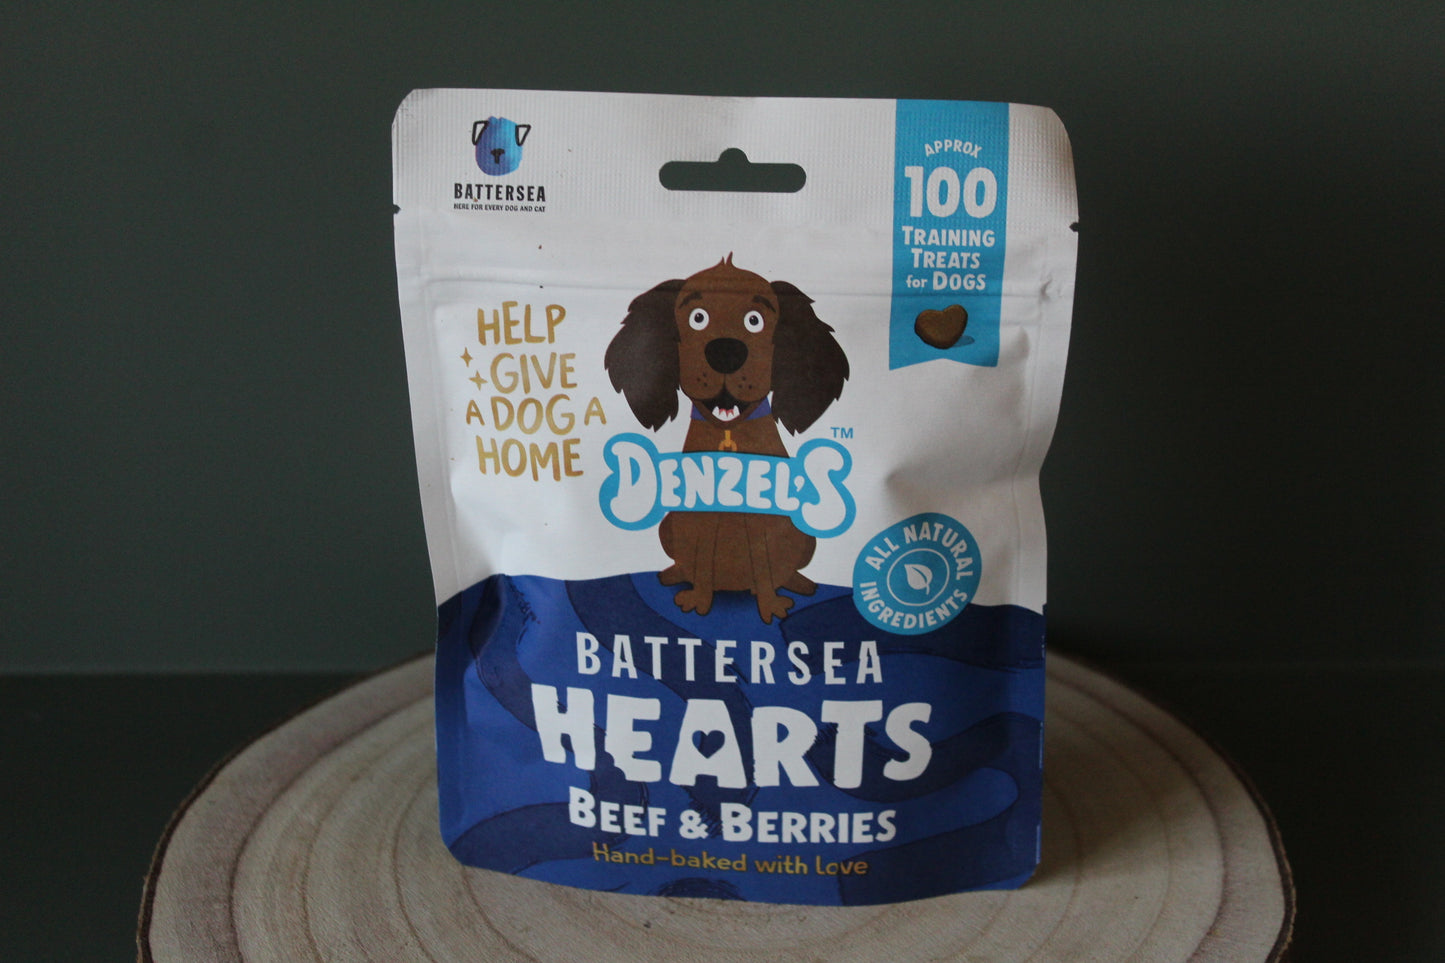 BATTERSEA
HERE FOR EVERY DOG AND CAT
APPROX
100
TRAINING
TREATS
for DOGS
HELP
GIVE
A DOG A
HOME
DENZEL'S™
ALL NATURAL
INGREDIENTS
BATTERSEA
HEARTS
BEEF & BERRIES
Hand-baked with Love